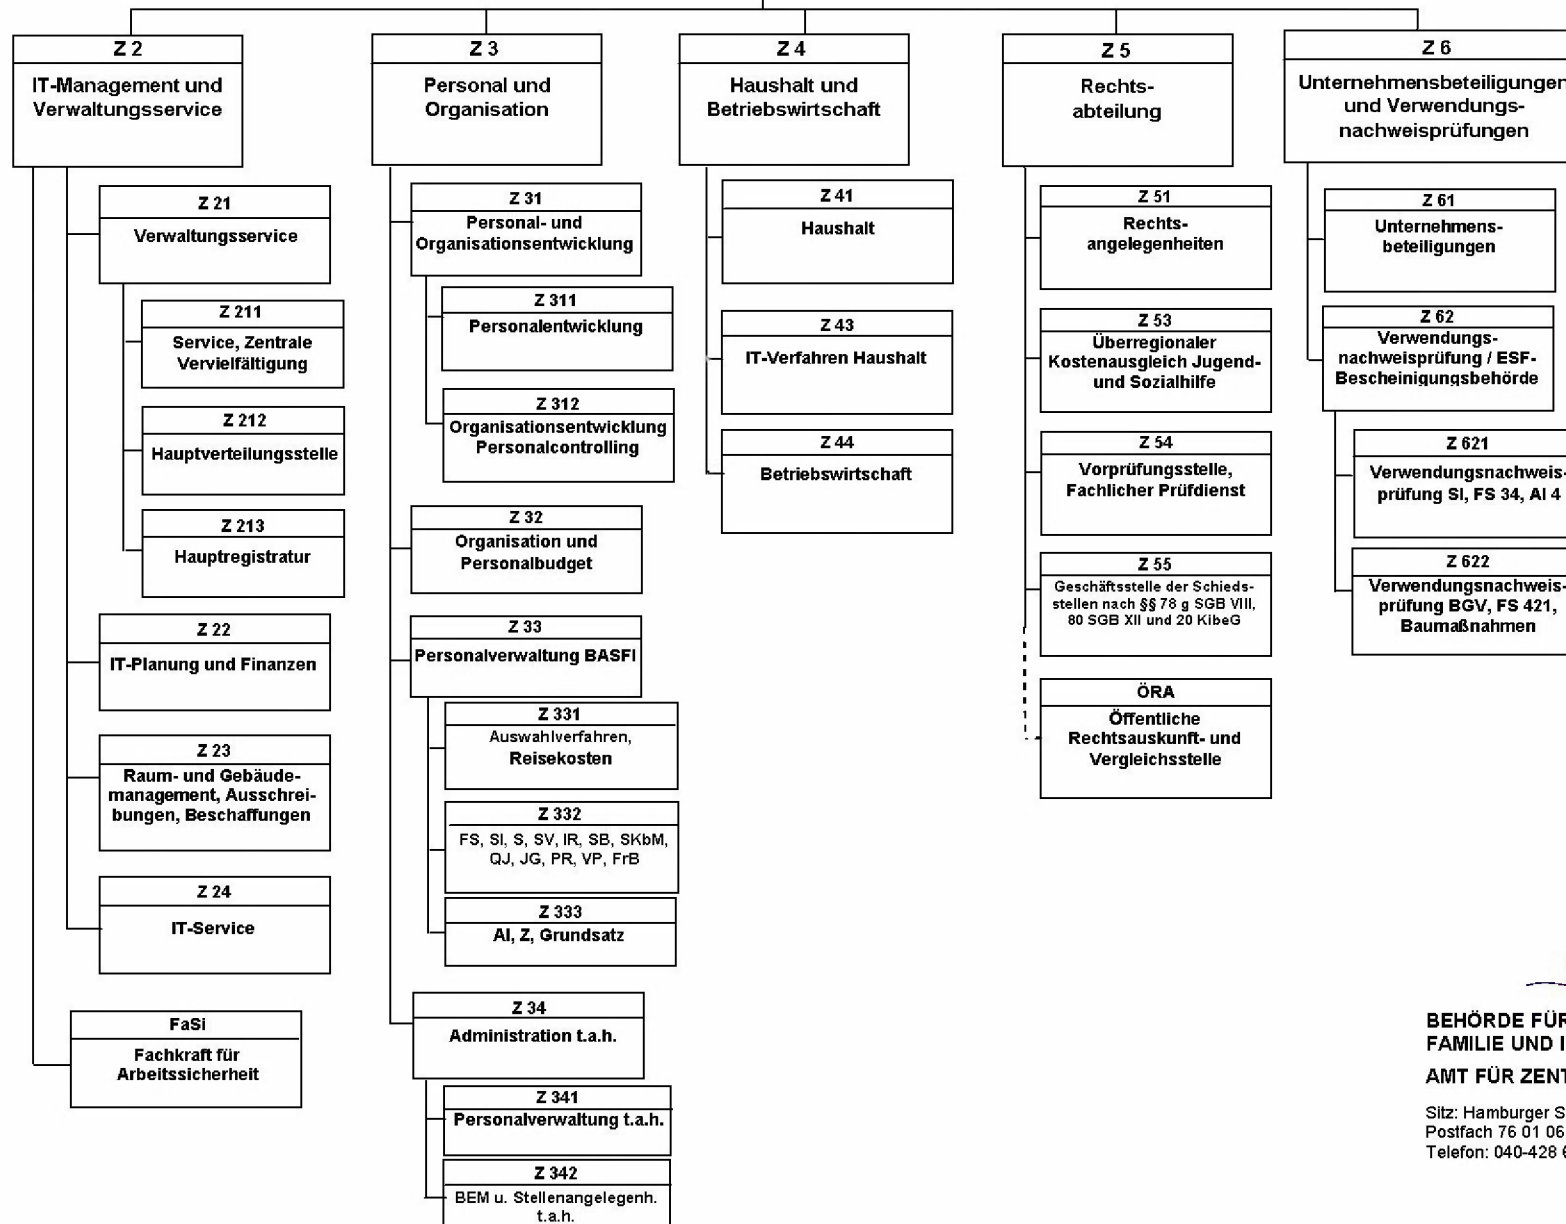 Z 2
IT-Management und
Verwaltungsservice
Z 21
Verwaltungsservice
Z 211
Service, Zentrale
Vervielfältigung
Z 212
Hauptverteilungsstelle
Z 213
Hauptregistratur
Z 22
IT-Planung und Finanzen
Z 23
Raum- und Gebäude-
management, Ausschrei-
bungen, Beschaffungen
Z 24
IT-Service
FaSi
Fachkraft für
Arbeitssicherheit
Z 3
Personal und
Organisation
Z 31
Personal- und
Organisationsentwicklung
Z 311
Personalentwicklung
Z 312
Organisationsentwicklung
Personalcontrolling
Z 32
Organisation und
Personalbudget
Z 33
Personalverwaltung BASFI
Z 331
Auswahlverfahren,
Reisekosten
Z 332
FS, SI, S, SV, IR, SB, SKbM,
QJ, JG, PR, VP, FrB
Z 333
AI, Z, Grundsatz
Z 34
Administration t.a.h.
Z 341
Personalverwaltung t.a.h.
Z 342
BEM u. Stellenangelegenh.
t.a.h.
Z 4
Haushalt und
Betriebswirtschaft
Z 41
Haushalt
Z 43
IT-Verfahren Haushalt
Z 44
Betriebswirtschaft
Z 5
Rechts-
abteilung
Z 51
Rechts-
angelegenheiten
Z 53
Überregionaler
Kostenausgleich Jugend-
und Sozialhilfe
Z 54
Vorprüfungsstelle,
Fachlicher Prüfdienst
Z 55
Geschäftsstelle der Schieds-
stellen nach §§ 78 g SGB VIII,
80 SGB XII und 20 KibeG
ÖRA
Öffentliche
Rechtsauskunft- und
Vergleichsstelle
Z 6
Unternehmensbeteiligungen
und Verwendungs-
nachweisprüfungen
Z 61
Unternehmens-
beteiligungen
Z 62
Verwendungs-
nachweisprüfung / ESF-
Bescheinigungsbehörde
Z 621
Verwendungsnachweis-
prüfung SI, FS 34, AI 4
Z 622
Verwendungsnachweis-
prüfung BGV, FS 421,
Baumaßnahmen
BEHÖRDE FÜR
FAMILIE UND I
AMT FÜR ZENT
Sitz: Hamburger S
Postfach 76 01 06
Telefon: 040-428 6